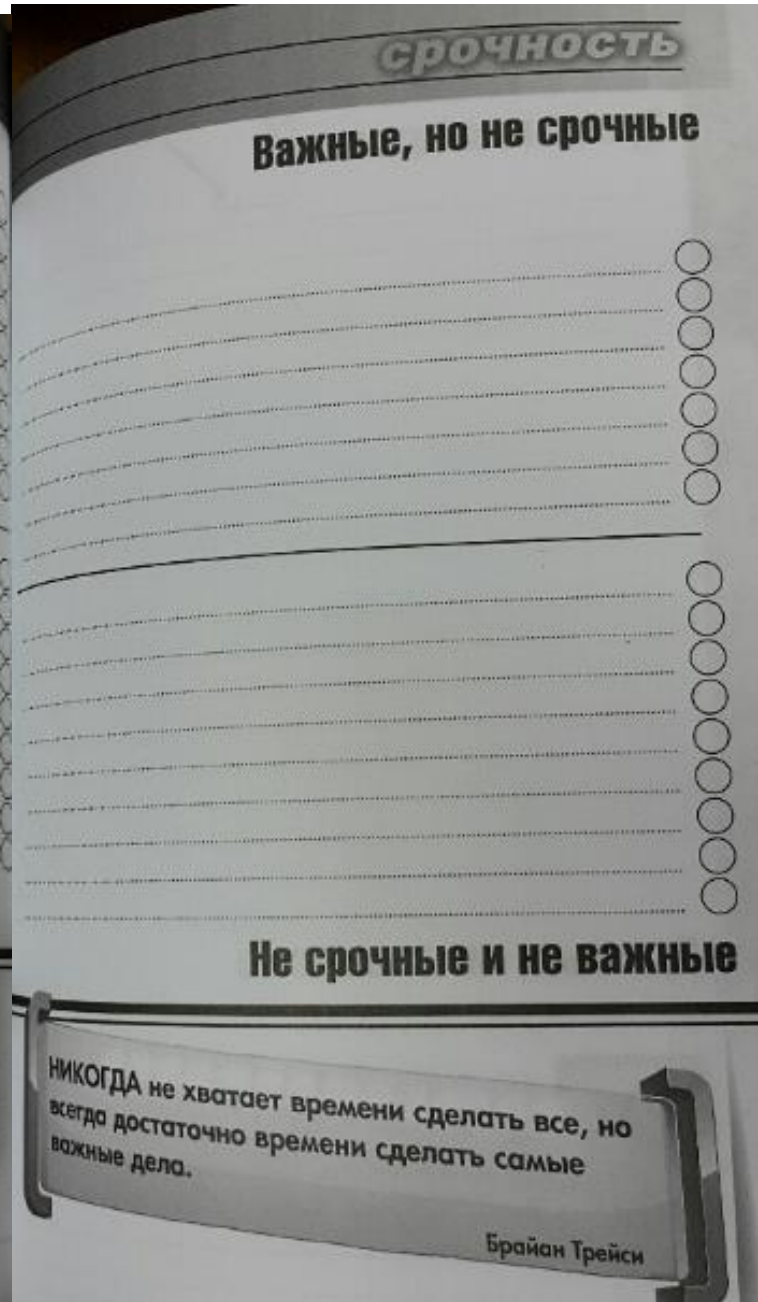 срочность
Важные, но не срочные
Не срочные и не важные
НИКОГДА не хватает времени сделать все, но
всегда достаточно времени сделать самые
важные дела.
Брайан Трейси